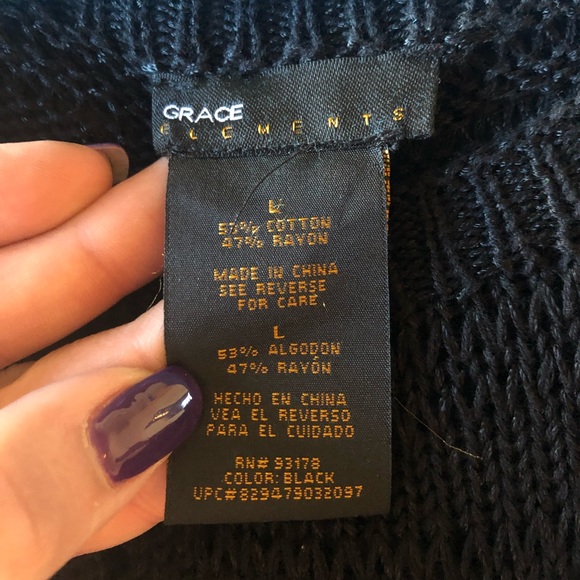 GRACE
ELEMENTS
L
53% COTTON
47% RAYON
MADE IN CHINA
SEE REVERSE
FOR CARE.
L
53% ALGODON
47% RAYÓN
HECHO EN CHINA
VEA EL REVERSO
PARA EL CUIDADO
RN# 93178
COLOR: BLACK
UPC#829479032097